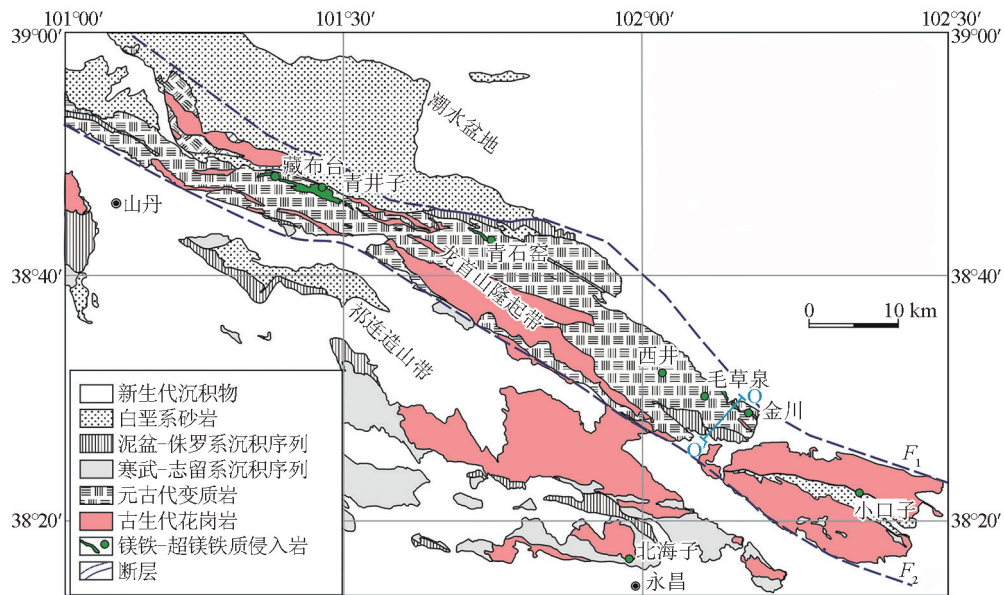 101°00′
101°30′
102°00′
102°30′
39°00′
39°00′
潮水盆地
藏布台
青井子
山丹
青石窑
38°40′
38°40′
龙首山隆起带
祁连造山带
0 10 km
西井
毛草泉
Q
金川
Q
F₁
小口子
38°20′
38°20′
北海子
F₂
永昌
新生代沉积物
白垩系砂岩
泥盆-侏罗系沉积序列
寒武-志留系沉积序列
元古代变质岩
古生代花岗岩
镁铁-超镁铁质侵入岩
断层